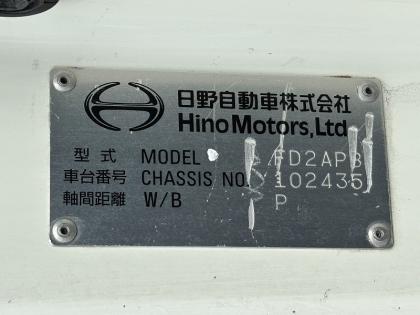 日野自動車株式会社
Hino Motors, Ltd.
型式 MODEL FD2APB
車台番号 CHASSIS NO. 102435
軸間距離 W/B P